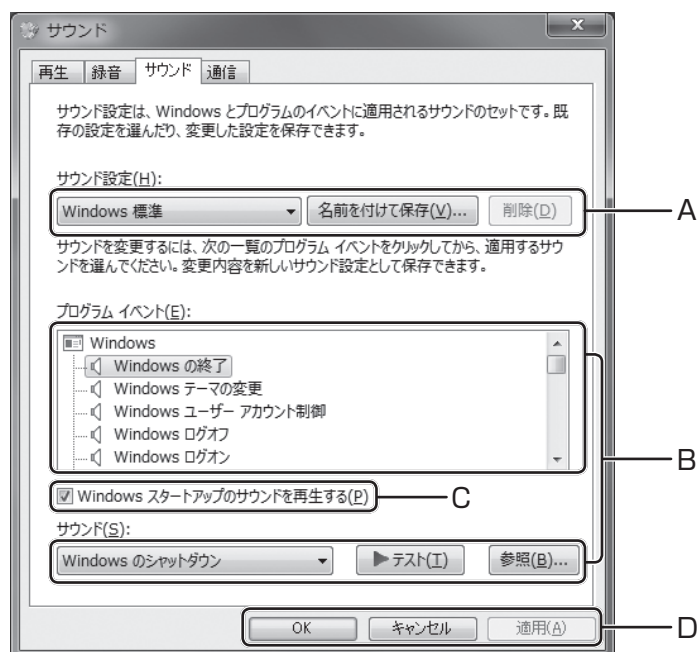 サウンド
再生 録音 サウンド 通信
サウンド設定は、Windows とプログラムのイベントに適用されるサウンドのセットです。既
存の設定を選んだり、変更した設定を保存できます。
サウンド設定(H):
Windows 標準 名前を付けて保存(V)... 削除(D)
A
サウンドを変更するには、次の一覧のプログラム イベントをクリックしてから、適用するサウ
ンドを選んでください。変更内容を新しいサウンド設定として保存できます。
プログラム イベント(E):
Windows
Windows の終了
Windows テーマの変更
Windows ユーザー アカウント制御
Windows ログオフ
Windows ログオン
B
Windows スタートアップのサウンドを再生する(P)
C
サウンド(S):
Windows のシャットダウン テスト(T) 参照(B)...
OK キャンセル 適用(A)
D